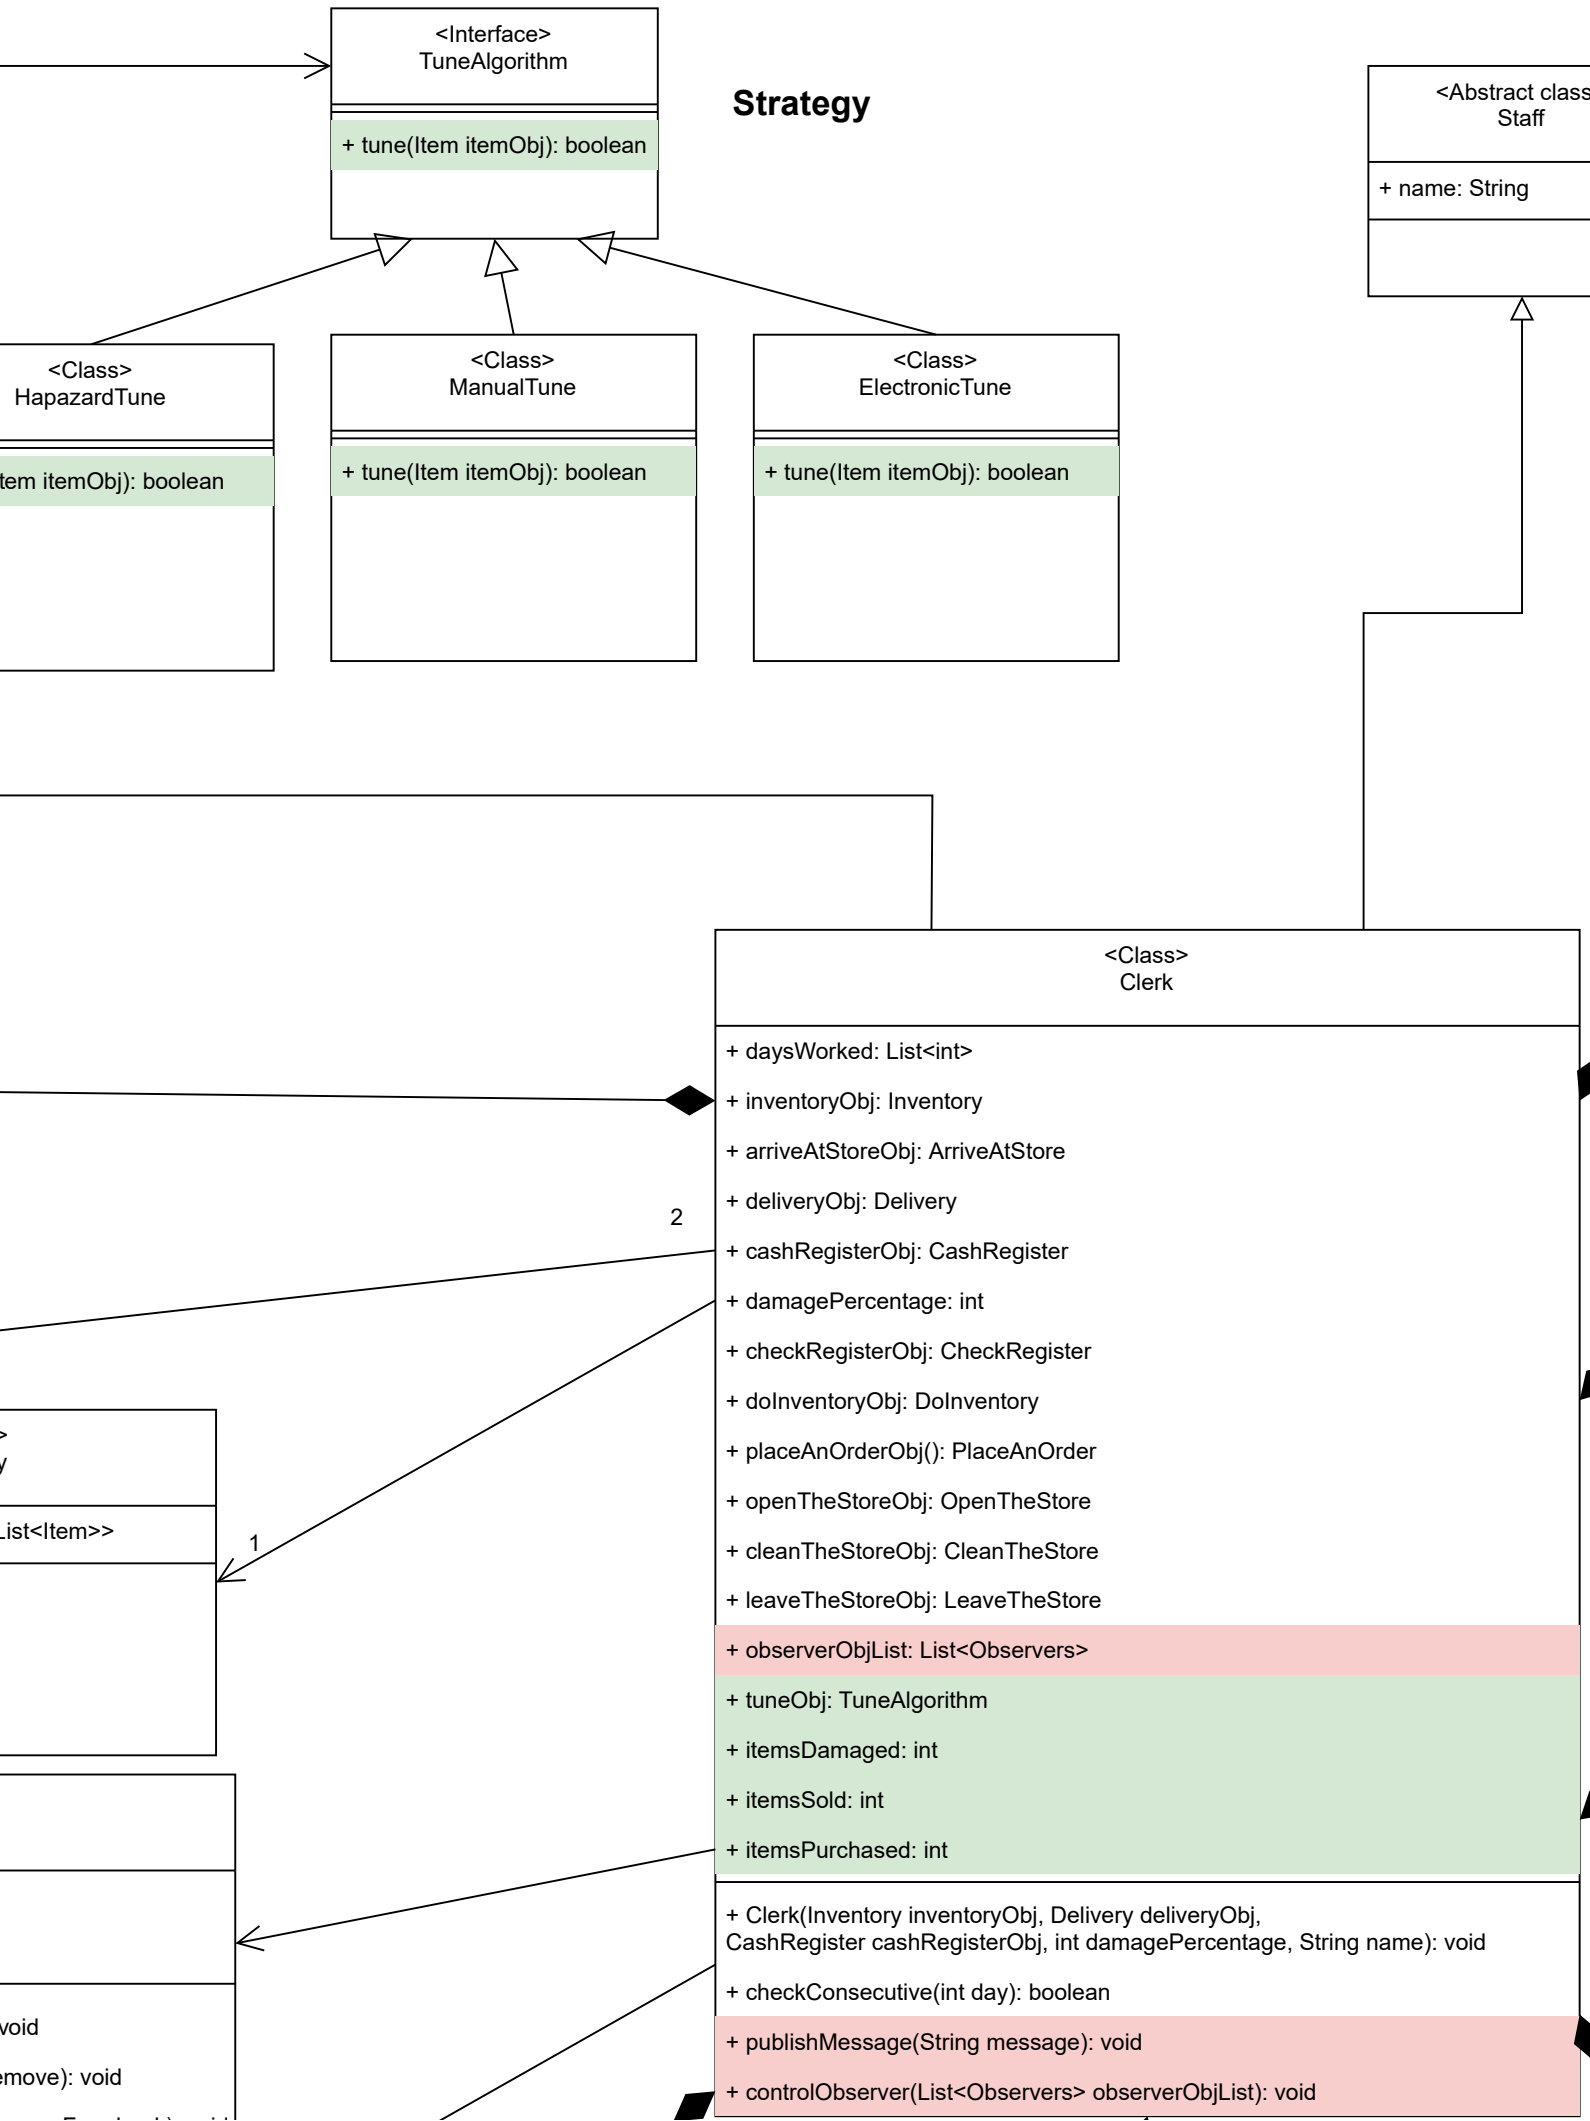 <Interface>
TuneAlgorithm
+ tune(Item itemObj): boolean
Strategy
<Abstract class
Staff
+ name: String
<Class>
HapazardTune
tem itemObj): boolean
<Class>
ManualTune
+ tune(Item itemObj): boolean
<Class>
ElectronicTune
+ tune(Item itemObj): boolean
<Class>
Clerk
+ daysWorked: List<int>
+ inventoryObj: Inventory
+ arriveAtStoreObj: ArriveAtStore
+ deliveryObj: Delivery
+ cashRegisterObj: CashRegister
+ damagePercentage: int
+ checkRegisterObj: CheckRegister
+ doInventoryObj: DoInventory
+ placeAnOrderObj(): PlaceAnOrder
+ openTheStoreObj: OpenTheStore
+ cleanTheStoreObj: CleanTheStore
+ leaveTheStoreObj: LeaveTheStore
+ observerObjList: List<Observers>
+ tuneObj: TuneAlgorithm
+ itemsDamaged: int
+ itemsSold: int
+ itemsPurchased: int
+ Clerk(Inventory inventoryObj, Delivery deliveryObj,
CashRegister cashRegisterObj, int damagePercentage, String name): void
+ checkConsecutive(int day): boolean
+ publishMessage(String message): void
+ controlObserver(List<Observers> observerObjList): void
2
1
>
y
List<Item>>
void
emove): void